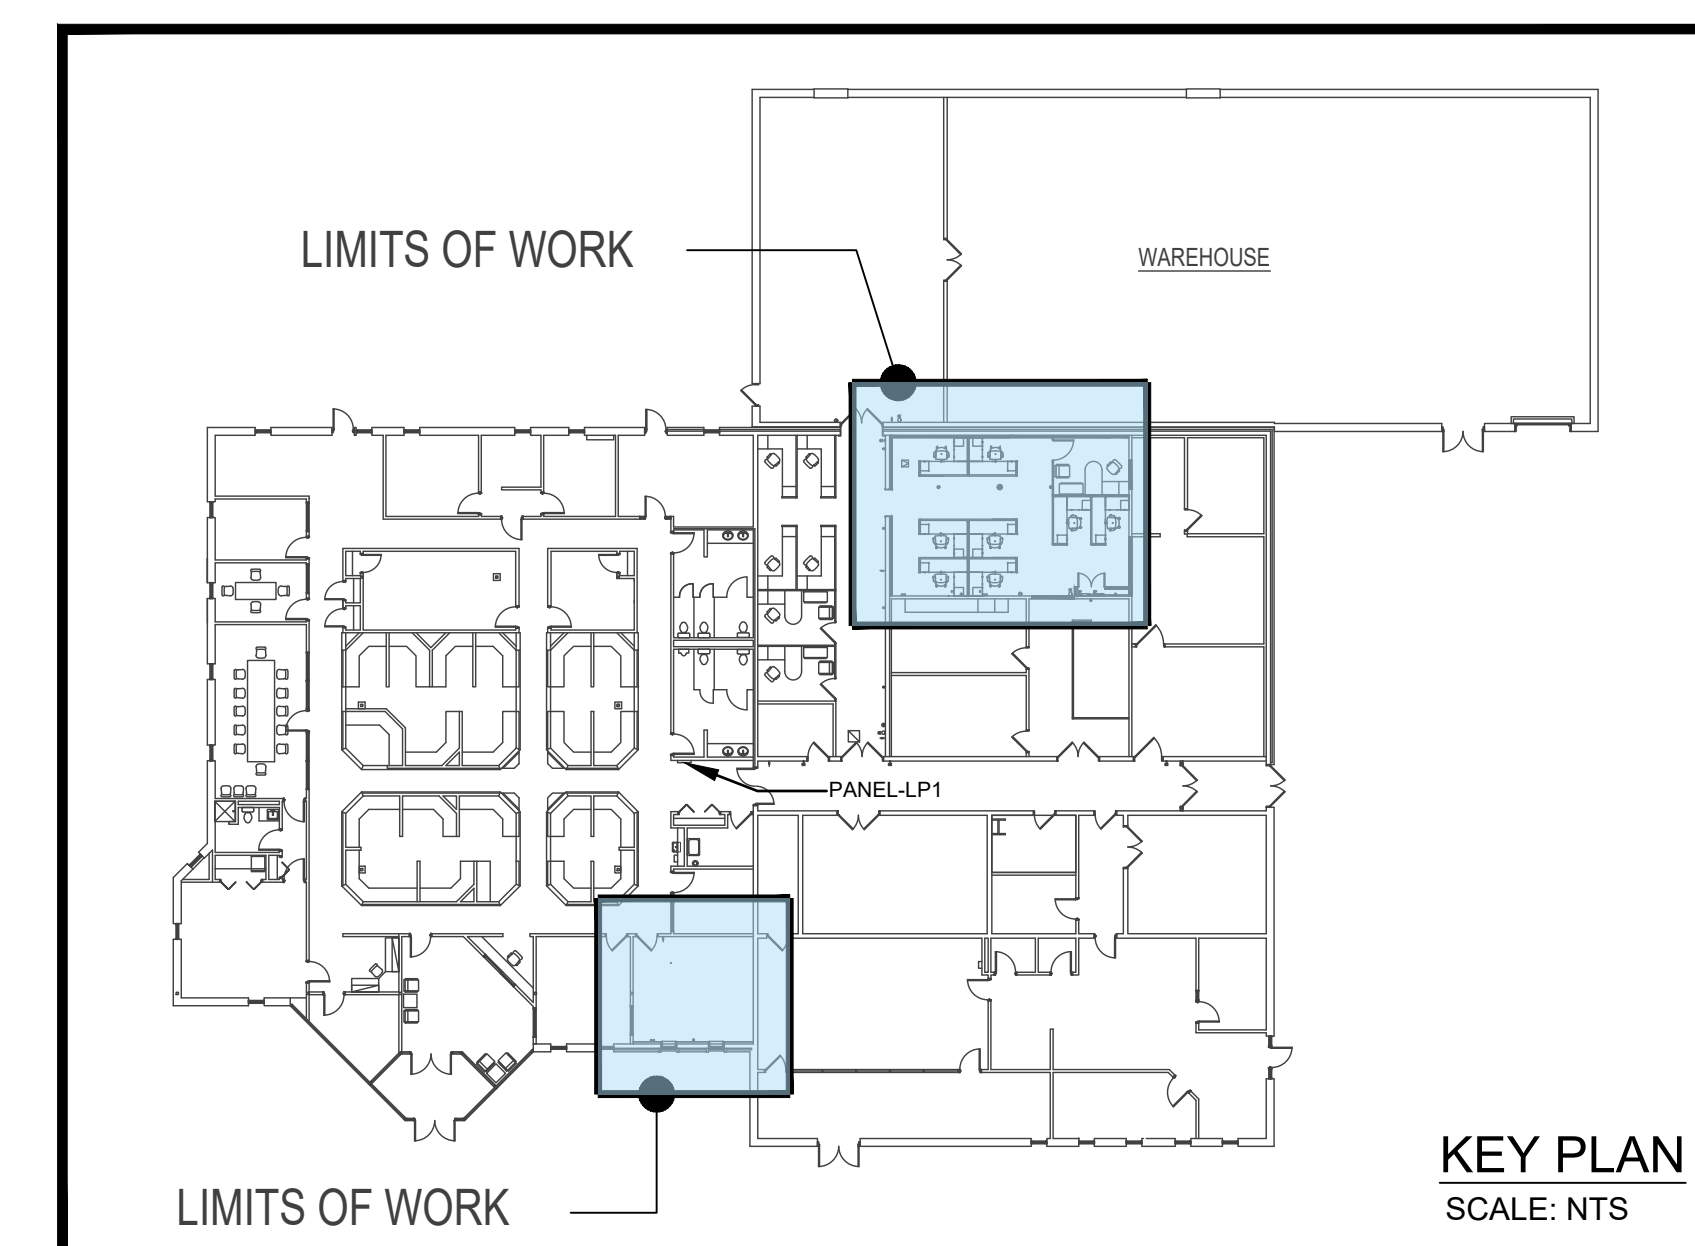 LIMITS OF WORK
WAREHOUSE
PANEL-LP1
KEY PLAN
SCALE: NTS
LIMITS OF WORK